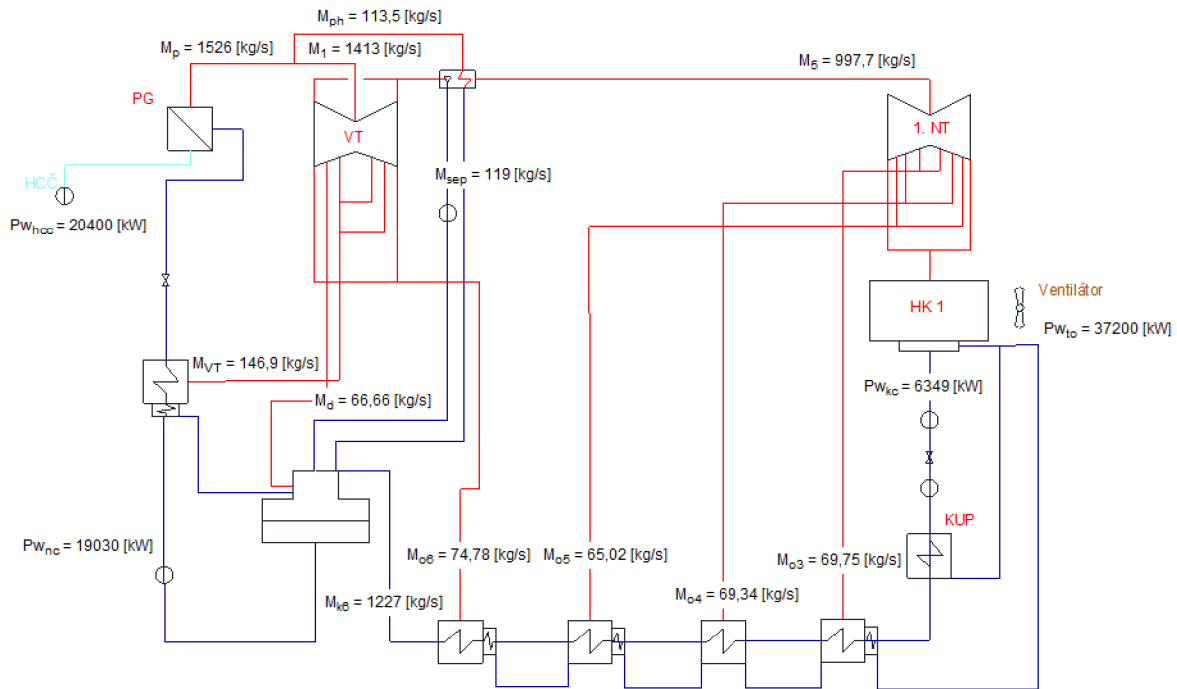 M_ph = 113,5 [kg/s]
M_p = 1526 [kg/s]
M_1 = 1413 [kg/s]
M_5 = 997,7 [kg/s]
PG
VT
1. NT
HCČ
M_sep = 119 [kg/s]
Pw_hcc = 20400 [kW]
HK 1
Ventilátor
Pw_to = 37200 [kW]
M_VT = 146,9 [kg/s]
Pw_kc = 6349 [kW]
M_d = 66,66 [kg/s]
KUP
Pw_nc = 19030 [kW]
M_o6 = 74,78 [kg/s]
M_o5 = 65,02 [kg/s]
M_o3 = 69,75 [kg/s]
M_o4 = 69,34 [kg/s]
M_k6 = 1227 [kg/s]